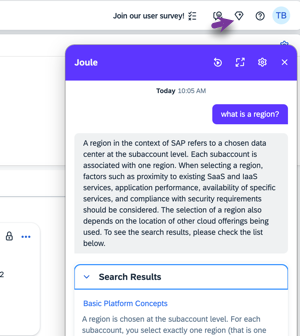 Join our user survey!
TB
Joule
Today 10:05 AM
what is a region?
A region in the context of SAP refers to a chosen data
center at the subaccount level. Each subaccount is
associated with one region. When selecting a region,
factors such as proximity to existing SaaS and IaaS
services, application performance, availability of specific
services, and compliance with security requirements
should be considered. The selection of a region also
depends on the location of other cloud offerings being
used. To see the search results, please check the list
below.
2
Search Results
Basic Platform Concepts
A region is chosen at the subaccount level. For each
subaccount, you select exactly one region (that is one